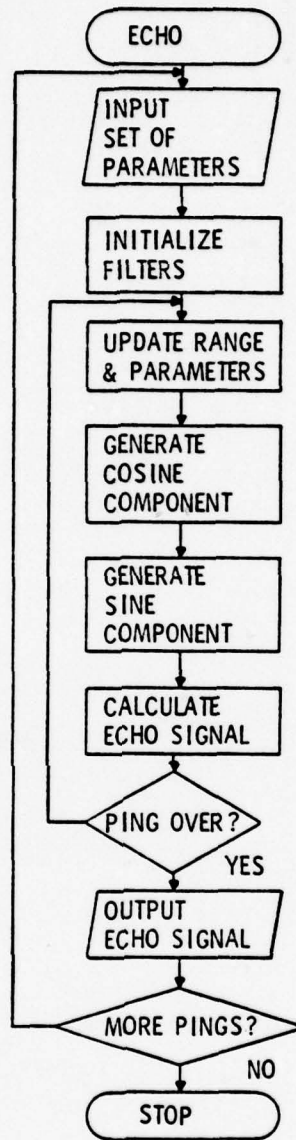 ECHO
INPUT
SET OF
PARAMETERS
INITIALIZE
FILTERS
UPDATE RANGE
& PARAMETERS
GENERATE
COSINE
COMPONENT
GENERATE
SINE
COMPONENT
CALCULATE
ECHO SIGNAL
PING OVER?
YES
OUTPUT
ECHO SIGNAL
MORE PINGS?
NO
STOP